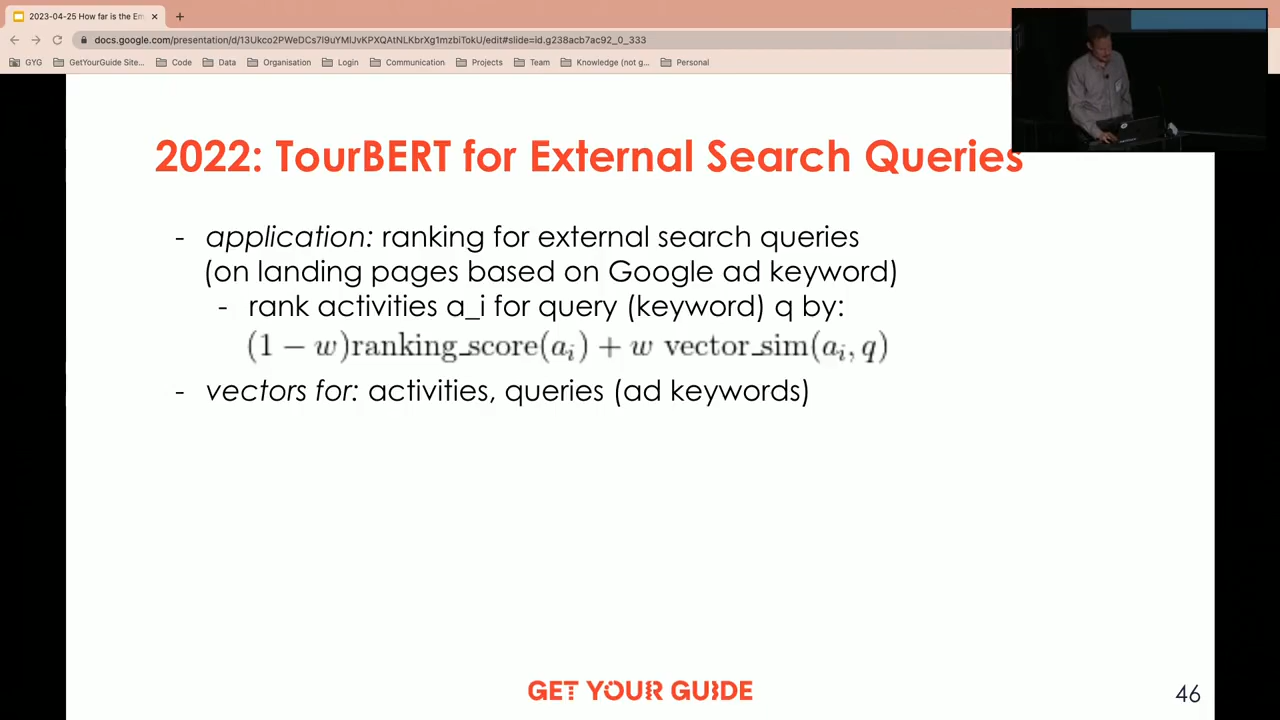 2023-04-25 How far is the Em
docs.google.com/presentation/d/13Ukco2PWeDCs7I9uYMlJvKPXQAtNLKbrXg1mzblTokU/edit#slide=id.g238acb7ac92_0_333
GYG GetYourGuide Site... Code Data Organisation Login Communication Projects Team Knowledge (not g... Personal
2022: TourBERT for External Search Queries
- application: ranking for external search queries
(on landing pages based on Google ad keyword)
- rank activities a_i for query (keyword) q by:
(1 − w)ranking_score(aᵢ) + w vector_sim(aᵢ, q)
- vectors for: activities, queries (ad keywords)
GET YOUR GUIDE
46